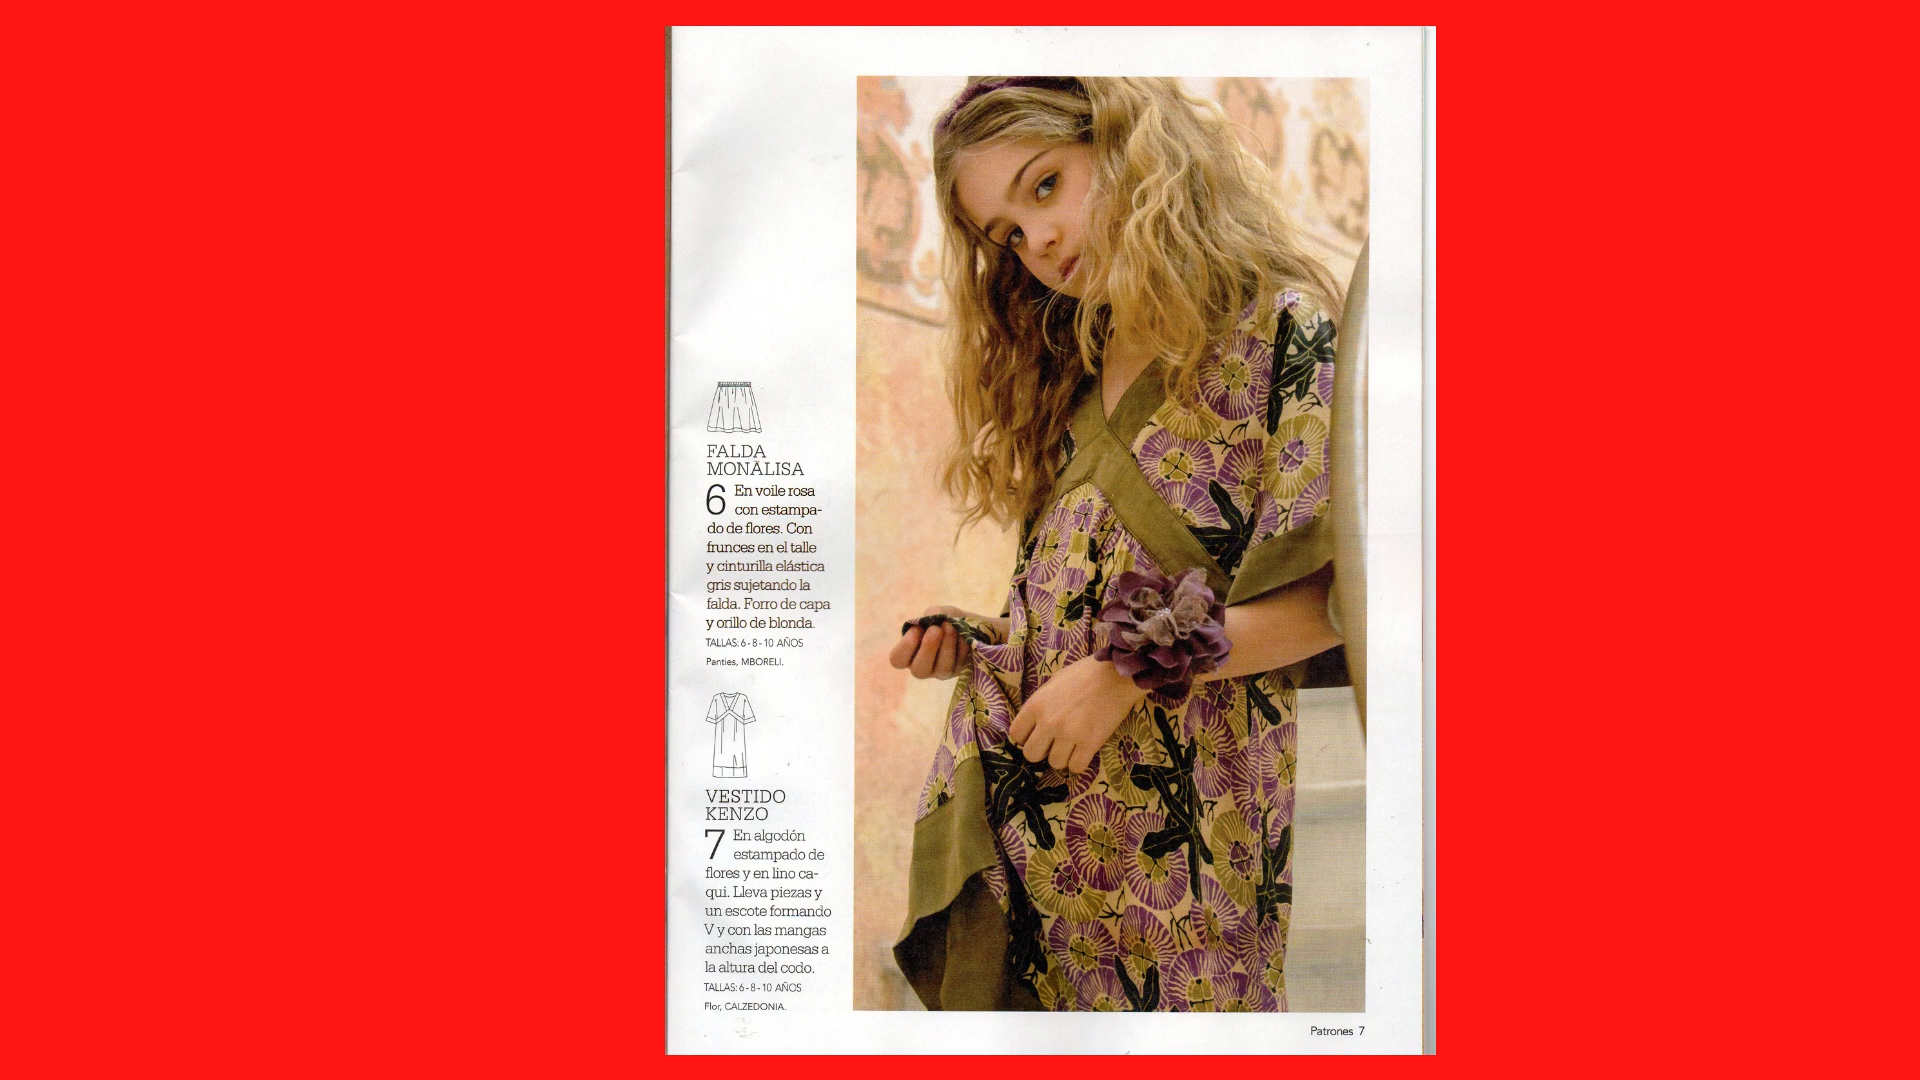 FALDA
MONALISA
6 En voile rosa
con estampa-
do de flores. Con
frunces en el talle
y cinturilla elástica
gris sujetando la
falda. Forro de capa
y orillo de blonda.
TALLAS: 6 - 8 - 10 AÑOS
Panties, MBORELI.
VESTIDO
KENZO
7 En algodón
estampado de
flores y en lino ca-
qui. Lleva piezas y
un escote formando
V y con las mangas
anchas japonesas a
la altura del codo.
TALLAS: 6 - 8 - 10 AÑOS
Flor, CALZEDONIA.
Patrones 7